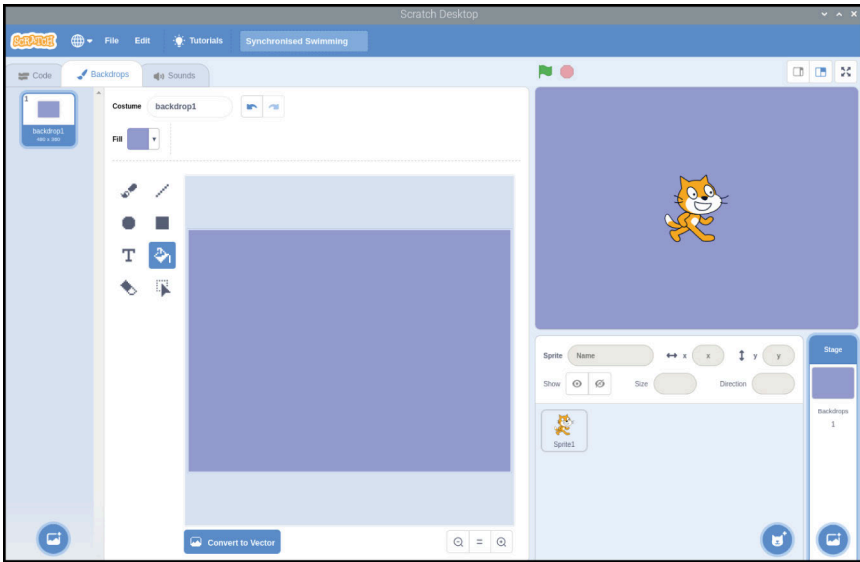 Scratch Desktop
SCRATCH File Edit Tutorials Synchronised Swimming
Code Backdrops Sounds
1
backdrop1
480 x 360
Costume backdrop1
Fill
T
Convert to Vector
Sprite Name x x y y
Show Size Direction
Sprite1
Stage
Backdrops
1